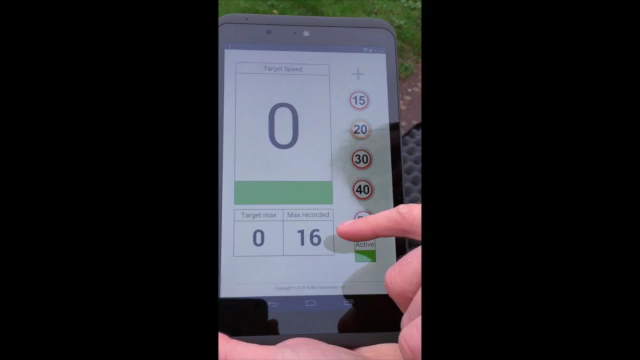 Target Speed
0
+
15
20
30
40
Target max
Max recorded
0
16
Active